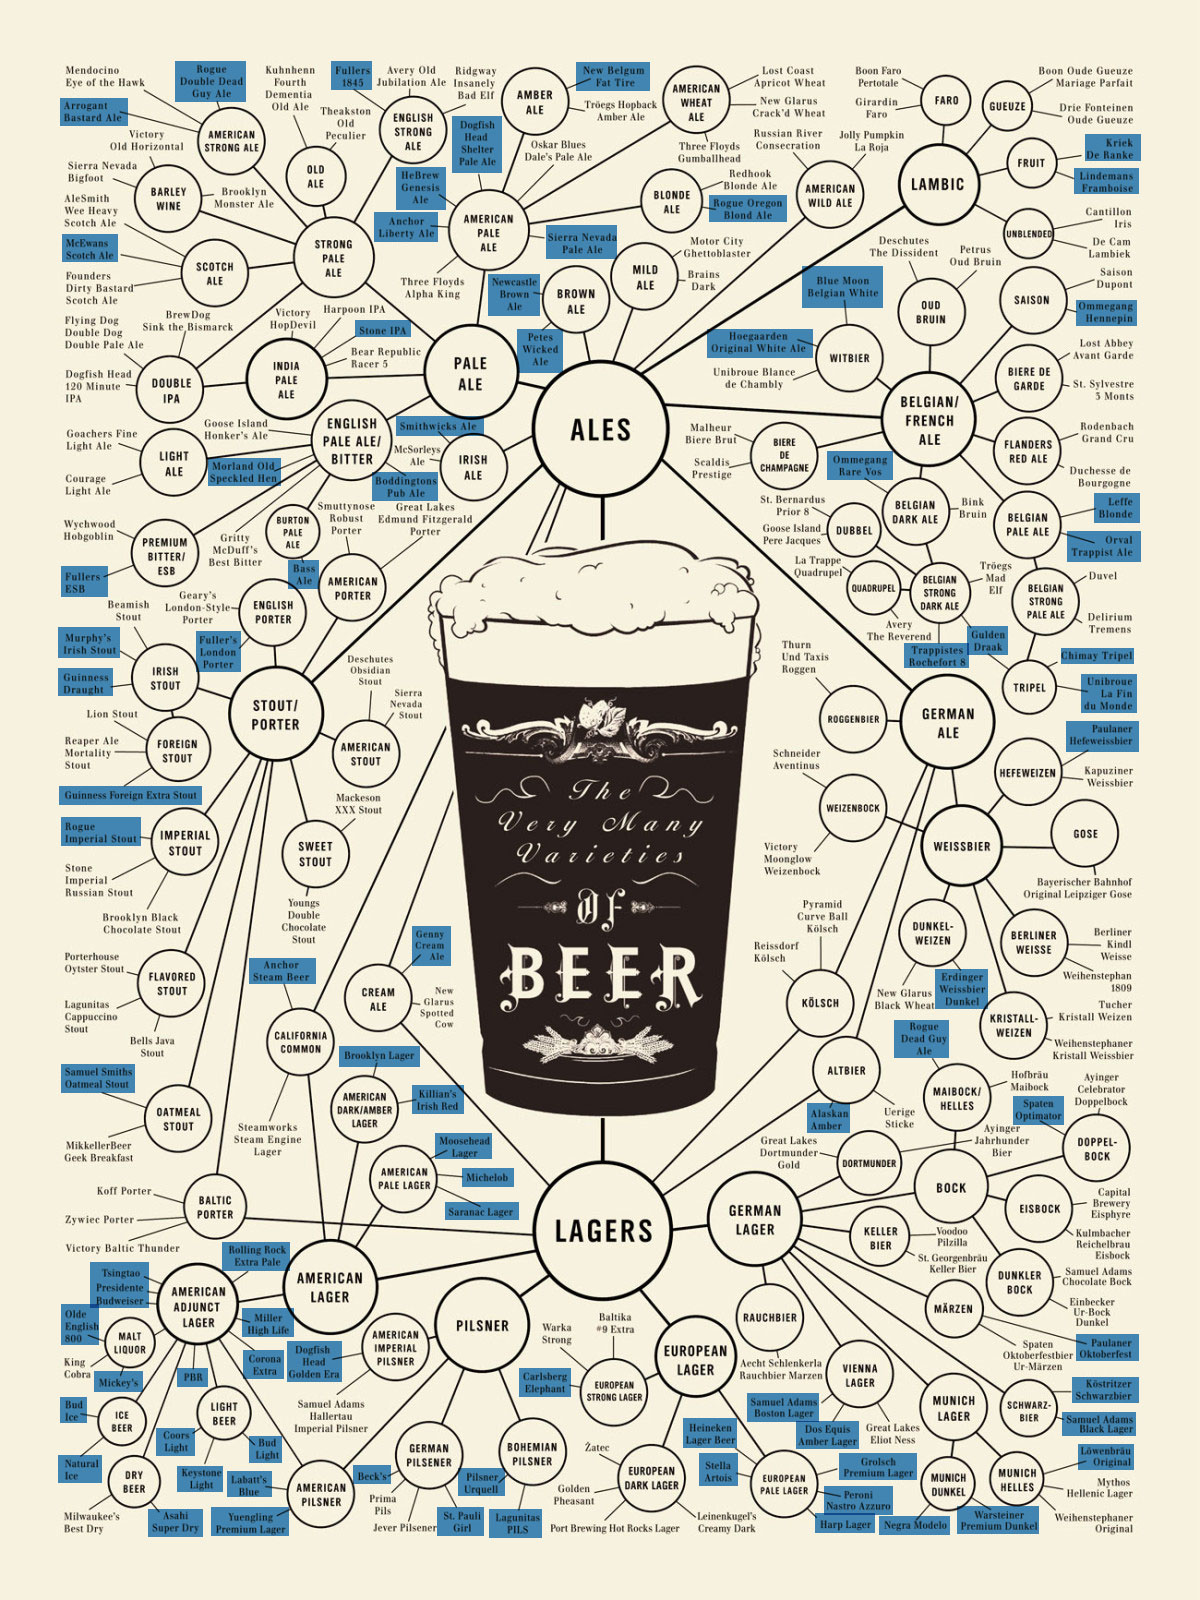 Mendocino
Eye of the Hawk
Rogue
Double Dead
Guy Ale
Kuhnhenn
Fourth
Dementia
Old Ale
Fullers
1845
Avery Old
Jubilation Ale
Ridgway
Insanely
Bad Elf
AMBER
ALE
New Belgum
Fat Tire
Tröegs Hopback
Amber Ale
AMERICAN
WHEAT
ALE
Lost Coast
Apricot Wheat
New Glarus
Crack'd Wheat
Three Floyds
Gumballhead
Boon Faro
Pertotale
Girardin
Faro
FARO
GUEUZE
Boon Oude Gueuze
Mariage Parfait
Drie Fonteinen
Oude Gueuze
Arrogant
Bastard Ale
AMERICAN
STRONG ALE
Theakston
Old
Peculier
ENGLISH
STRONG
ALE
Dogfish
Head
Shelter
Pale Ale
Oskar Blues
Dale's Pale Ale
Russian River
Consecration
Jolly Pumpkin
La Roja
FRUIT
Kriek
De Ranke
Lindemans
Framboise
Victory
Old Horizontal
Sierra Nevada
Bigfoot
BARLEY
WINE
Brooklyn
Monster Ale
OLD
ALE
HeBrew
Genesis
Ale
BLONDE
ALE
Redhook
Blonde Ale
Rogue Oregon
Blond Ale
AMERICAN
WILD ALE
LAMBIC
AleSmith
Wee Heavy
Scotch Ale
McEwans
Scotch Ale
Founders
Dirty Bastard
Scotch Ale
SCOTCH
ALE
STRONG
PALE
ALE
Anchor
Liberty Ale
AMERICAN
PALE
ALE
Sierra Nevada
Pale Ale
Three Floyds
Alpha King
MILD
ALE
Motor City
Ghettoblaster
Brains
Dark
UNBLENDED
Cantillon
Iris
De Cam
Lambiek
Deschutes
The Dissident
Petrus
Oud Bruin
OUD
BRUIN
SAISON
Saison
Dupont
Ommegang
Hennepin
Newcastle
Brown
Ale
BROWN
ALE
Petes
Wicked
Ale
Blue Moon
Belgian White
Hoegaarden
Original White Ale
WITBIER
Unibroue Blance
de Chambly
Flying Dog
Double Dog
Double Pale Ale
BrewDog
Sink the Bismarck
Victory
HopDevil
Harpoon IPA
Stone IPA
Bear Republic
Racer 5
INDIA
PALE
ALE
Dogfish Head
120 Minute
IPA
DOUBLE
IPA
PALE
ALE
ALES
BELGIAN/
FRENCH
ALE
BIERE DE
GARDE
Lost Abbey
Avant Garde
St. Sylvestre
3 Monts
Goachers Fine
Light Ale
Courage
Light Ale
LIGHT
ALE
Goose Island
Honker's Ale
Morland Old
Speckled Hen
ENGLISH
PALE ALE/
BITTER
Smithwicks Ale
McSorleys
Ale
IRISH
ALE
Boddingtons
Pub Ale
Malheur
Biere Brut
Scaldis
Prestige
BIERE
DE
CHAMPAGNE
Ommegang
Rare Vos
FLANDERS
RED ALE
Rodenbach
Grand Cru
Duchesse de
Bourgogne
Wychwood
Hobgoblin
PREMIUM
BITTER/
ESB
Fullers
ESB
Gritty
McDuff's
Best Bitter
BURTON
PALE
ALE
Bass
Ale
Smuttynose
Robust
Porter
Great Lakes
Edmund Fitzgerald
Porter
AMERICAN
PORTER
St. Bernardus
Prior 8
Goose Island
Pere Jacques
DUBBEL
BELGIAN
DARK ALE
Bink
Bruin
BELGIAN
PALE ALE
Leffe
Blonde
Orval
Trappist Ale
La Trappe
Quadrupel
QUADRUPEL
BELGIAN
STRONG
DARK ALE
Tröegs
Mad
Elf
Avery
The Reverend
Trappistes
Rochefort 8
Gulden
Draak
BELGIAN
STRONG
PALE ALE
Duvel
Delirium
Tremens
TRIPEL
Chimay Tripel
Unibroue
La Fin
du Monde
Geary's
London-Style
Porter
ENGLISH
PORTER
Fuller's
London
Porter
Beamish
Stout
Murphy's
Irish Stout
Guinness
Draught
IRISH
STOUT
STOUT/
PORTER
Deschutes
Obsidian
Stout
Sierra
Nevada
Stout
AMERICAN
STOUT
Lion Stout
Reaper Ale
Mortality
Stout
FOREIGN
STOUT
Guinness Foreign Extra Stout
Thurn
Und Taxis
Roggen
ROGGENBIER
GERMAN
ALE
Schneider
Aventinus
WEIZENBOCK
Victory
Moonglow
Weizenbock
HEFEWEIZEN
Paulaner
Hefeweissbier
Kapuziner
Weissbier
WEISSBIER
GOSE
Bayerischer Bahnhof
Original Leipziger Gose
Rogue
Imperial Stout
Stone
Imperial
Russian Stout
IMPERIAL
STOUT
Brooklyn Black
Chocolate Stout
Mackeson
XXX Stout
SWEET
STOUT
Youngs
Double
Chocolate
Stout
The
Very Many
Varieties
OF
BEER
Pyramid
Curve Ball
Kölsch
Reissdorf
Kölsch
KÖLSCH
DUNKEL-
WEIZEN
New Glarus
Black Wheat
Erdinger
Weissbier
Dunkel
BERLINER
WEISSE
Berliner
Kindl
Weisse
Weihenstephan
1809
KRISTALL-
WEIZEN
Tucher
Kristall Weizen
Weihenstephaner
Kristall Weissbier
Porterhouse
Oytster Stout
Lagunitas
Cappuccino
Stout
FLAVORED
STOUT
Bells Java
Stout
Anchor
Steam Beer
CALIFORNIA
COMMON
Steamworks
Steam Engine
Lager
Genny
Cream
Ale
CREAM
ALE
New
Glarus
Spotted
Cow
Samuel Smiths
Oatmeal Stout
OATMEAL
STOUT
MikkellerBeer
Geek Breakfast
Brooklyn Lager
AMERICAN
DARK/AMBER
LAGER
Killian's
Irish Red
ALTBIER
Alaskan
Amber
Uerige
Sticke
Rogue
Dead Guy
Ale
MAIBOCK/
HELLES
Hofbräu
Maibock
Spaten
Optimator
Ayinger
Celebrator
Doppelbock
DOPPEL-
BOCK
Koff Porter
Zywiec Porter
Victory Baltic Thunder
BALTIC
PORTER
AMERICAN
PALE LAGER
Moosehead
Lager
Michelob
Saranac Lager
LAGERS
GERMAN
LAGER
Great Lakes
Dortmunder
Gold
DORTMUNDER
Ayinger
Jahrhunder
Bier
BOCK
EISBOCK
Capital
Brewery
Eisphyre
Kulmbacher
Reichelbrau
Eisbock
KELLER
BIER
Voodoo
Pilzilla
St. Georgenbräu
Keller Bier
DUNKLER
BOCK
Samuel Adams
Chocolate Bock
Einbecker
Ur-Bock
Dunkel
Rolling Rock
Extra Pale
Tsingtao
Presidente
Budweiser
AMERICAN
ADJUNCT
LAGER
AMERICAN
LAGER
Miller
High Life
Corona
Extra
PBR
Olde
English
800
MALT
LIQUOR
King
Cobra
Mickey's
Dogfish
Head
Golden Era
AMERICAN
IMPERIAL
PILSNER
Samuel Adams
Hallertau
Imperial Pilsner
PILSNER
Warka
Strong
Baltika
#9 Extra
Carlsberg
Elephant
EUROPEAN
STRONG LAGER
EUROPEAN
LAGER
RAUCHBIER
Aecht Schlenkerla
Rauchbier Marzen
MÄRZEN
Spaten
Oktoberfestbier
Ur-Märzen
Paulaner
Oktoberfest
VIENNA
LAGER
Samuel Adams
Boston Lager
Dos Equis
Amber Lager
Great Lakes
Eliot Ness
MUNICH
LAGER
SCHWARZ-
BIER
Köstritzer
Schwarzbier
Samuel Adams
Black Lager
Bud
Ice
ICE
BEER
Natural
Ice
LIGHT
BEER
Coors
Light
Keystone
Light
Bud
Light
DRY
BEER
Milwaukee's
Best Dry
Asahi
Super Dry
Labatt's
Blue
Yuengling
Premium Lager
AMERICAN
PILSNER
GERMAN
PILSENER
Beck's
Prima
Pils
Jever Pilsener
St. Pauli
Girl
BOHEMIAN
PILSNER
Pilsner
Urquell
Lagunitas
PILS
Žatec
Golden
Pheasant
EUROPEAN
DARK LAGER
Port Brewing Hot Rocks Lager
Leinenkugel's
Creamy Dark
Heineken
Lager Beer
Stella
Artois
EUROPEAN
PALE LAGER
Grolsch
Premium Lager
Peroni
Nastro Azzuro
Harp Lager
MUNICH
DUNKEL
Negra Modelo
Warsteiner
Premium Dunkel
MUNICH
HELLES
Löwenbräu
Original
Mythos
Hellenic Lager
Weihenstephaner
Original